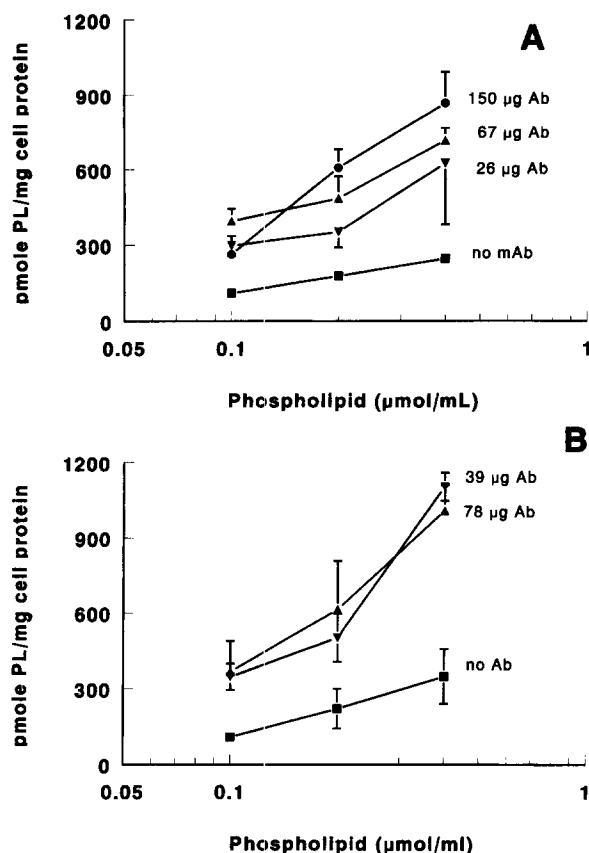 A
1200
900
600
300
0
pmole PL/mg cell protein
150 µg Ab
67 µg Ab
26 µg Ab
no mAb
0.05
0.1
1
Phospholipid (µmol/mL)
B
1200
900
600
300
0
pmole PL/mg cell protein
39 µg Ab
78 µg Ab
no Ab
0.05
0.1
1
Phospholipid (µmol/ml)